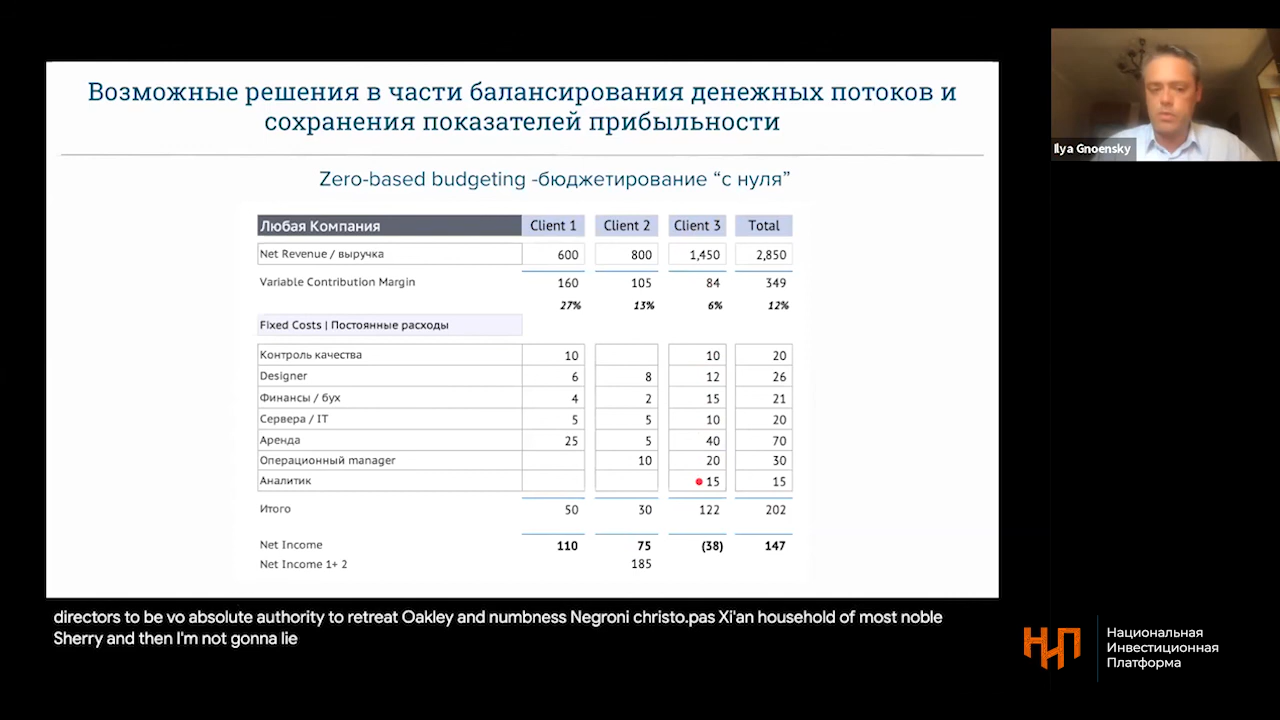 Возможные решения в части балансирования денежных потоков и
сохранения показателей прибыльности
Zero-based budgeting -бюджетирование “с нуля”
Любая Компания Client 1 Client 2 Client 3 Total
Net Revenue / выручка 600 800 1,450 2,850
Variable Contribution Margin 160 105 84 349
27% 13% 6% 12%
Fixed Costs | Постоянные расходы
Контроль качества 10 10 20
Designer 6 8 12 26
Финансы / бух 4 2 15 21
Сервера / IT 5 5 10 20
Аренда 25 5 40 70
Операционный manager 10 20 30
Аналитик 15 15
Итого 50 30 122 202
Net Income 110 75 (38) 147
Net Income 1+ 2 185
directors to be vo absolute authority to retreat Oakley and numbness Negroni christo.pas Xi'an household of most noble
Sherry and then I'm not gonna lie
Ilya Gnoensky
НИП
Национальная
Инвестиционная
Платформа